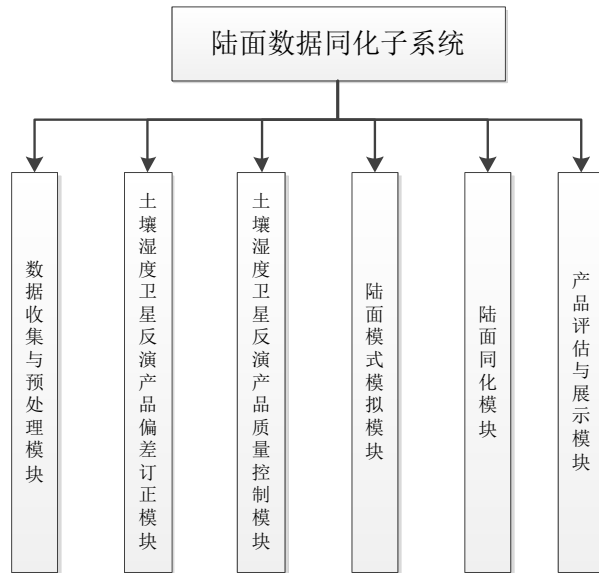 陆面数据同化子系统
数据收集与预处理模块
土壤湿度卫星反演产品偏差订正模块
土壤湿度卫星反演产品质量控制模块
陆面模式模拟模块
陆面同化模块
产品评估与展示模块